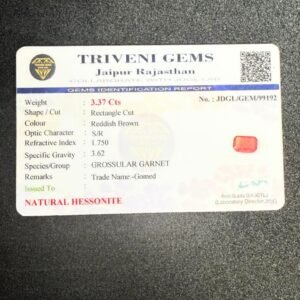 TRIVENI GEMS
Jaipur Rajasthan
GEMS IDENTIFICATION REPORT
Weight : 3.37 Cts
No. : JDGL/GEM/99192
Shape / Cut : Rectangle Cut
Colour : Reddish Brown
Optic Character : S/R
Refractive Index : 1.750
Specific Gravity : 3.62
Species/Group : GROSSULAR GARNET
Remarks : Trade Name-Gomed
Issued To :
NATURAL HESSONITE